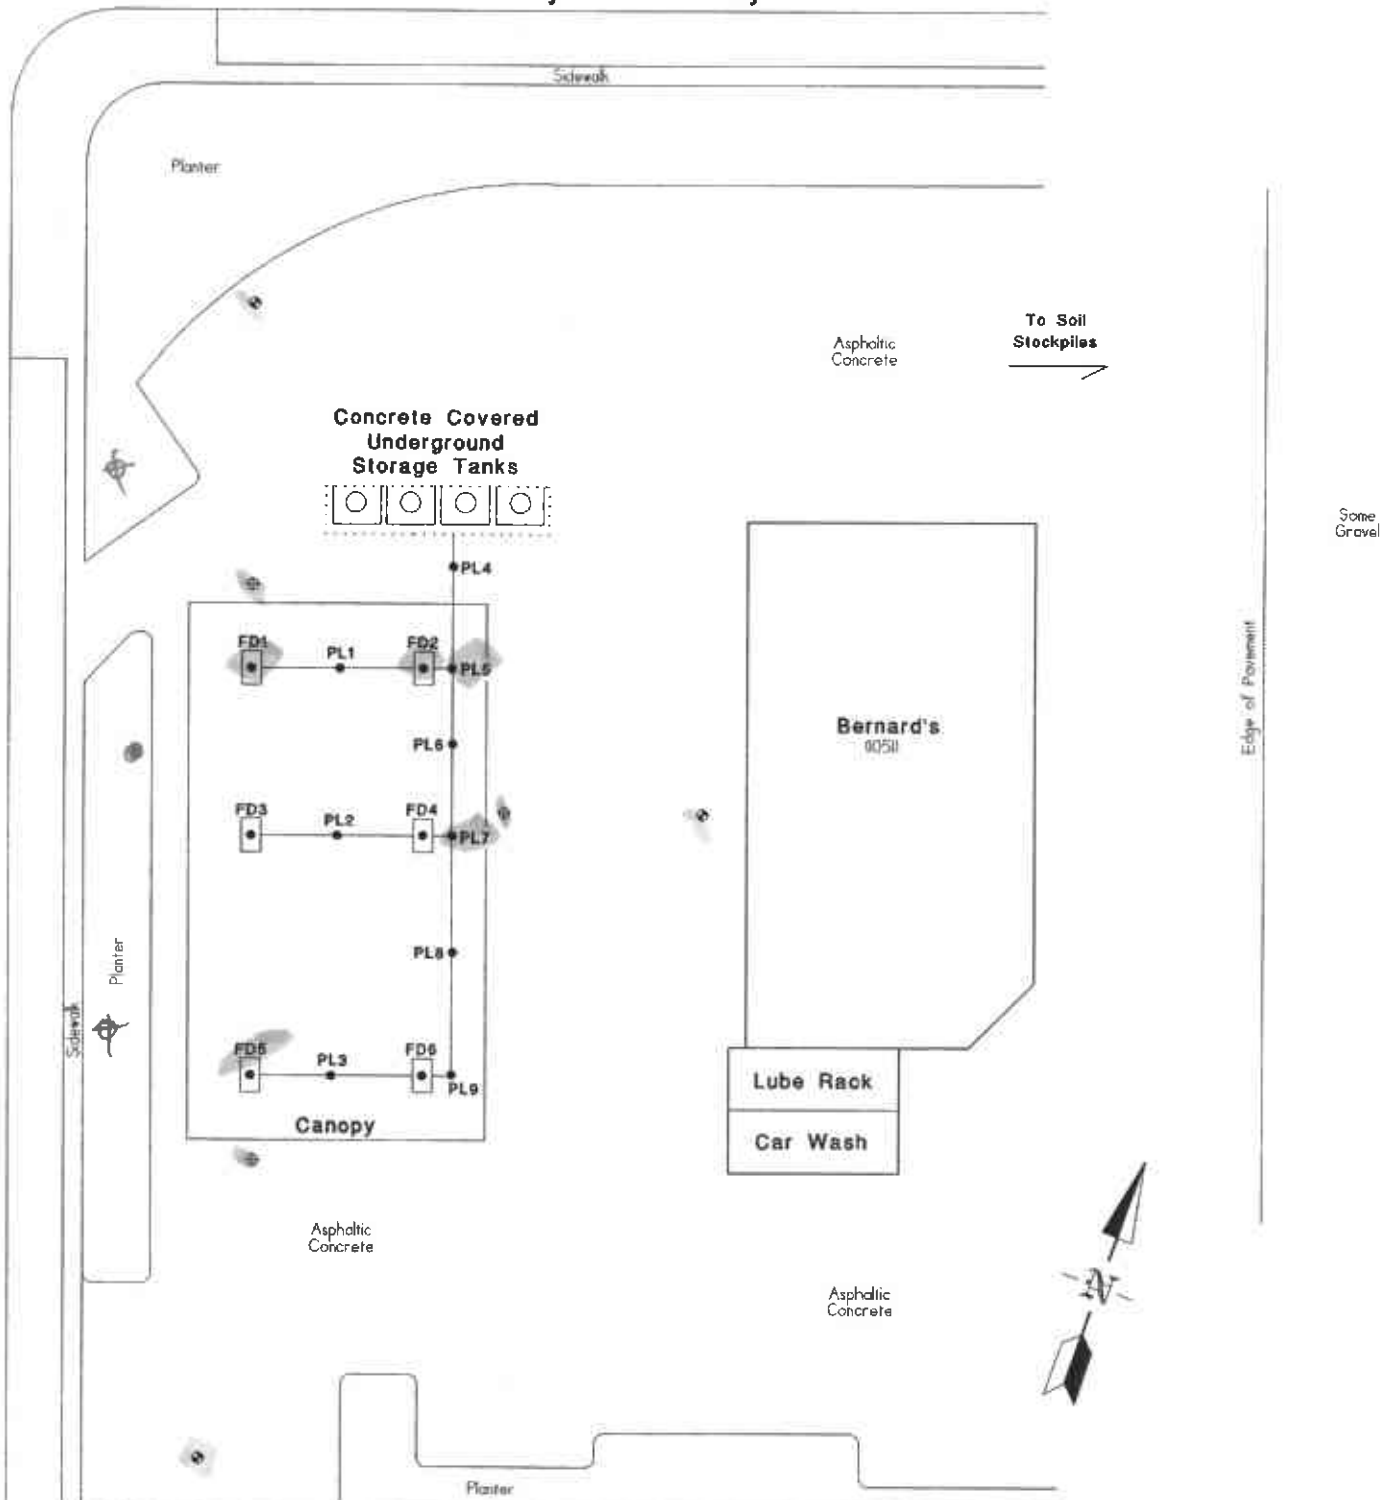 Sidewalk
Planter
To Soil
Stockpiles
Asphaltic
Concrete
Concrete Covered
Underground
Storage Tanks
Some
Gravel
PL4
FD1
PL1
FD2
PL5
Edge of Pavement
Bernard's
PL6
FD3
PL2
FD4
PL7
Planter
PL8
Sidewalk
FD5
PL3
FD6
PL9
Canopy
Lube Rack
Car Wash
Asphaltic
Concrete
Asphaltic
Concrete
N
Planter